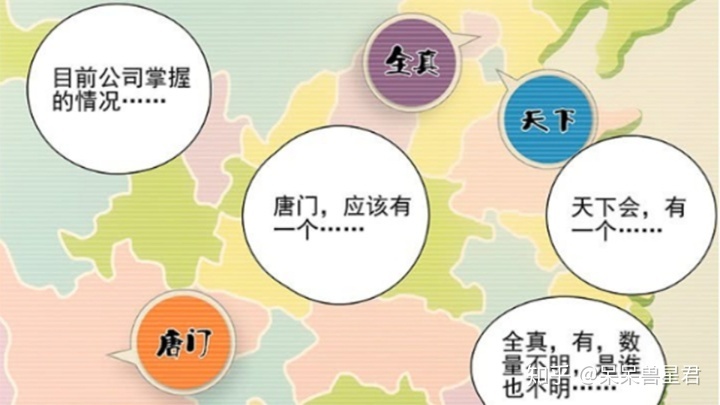 目前公司掌握
的情况……
全真
天下
唐门，应该有
一个……
天下会，有
一个……
唐门
全真，有，数
量不明，是谁
也不明……
知乎 @呆呆兽星君